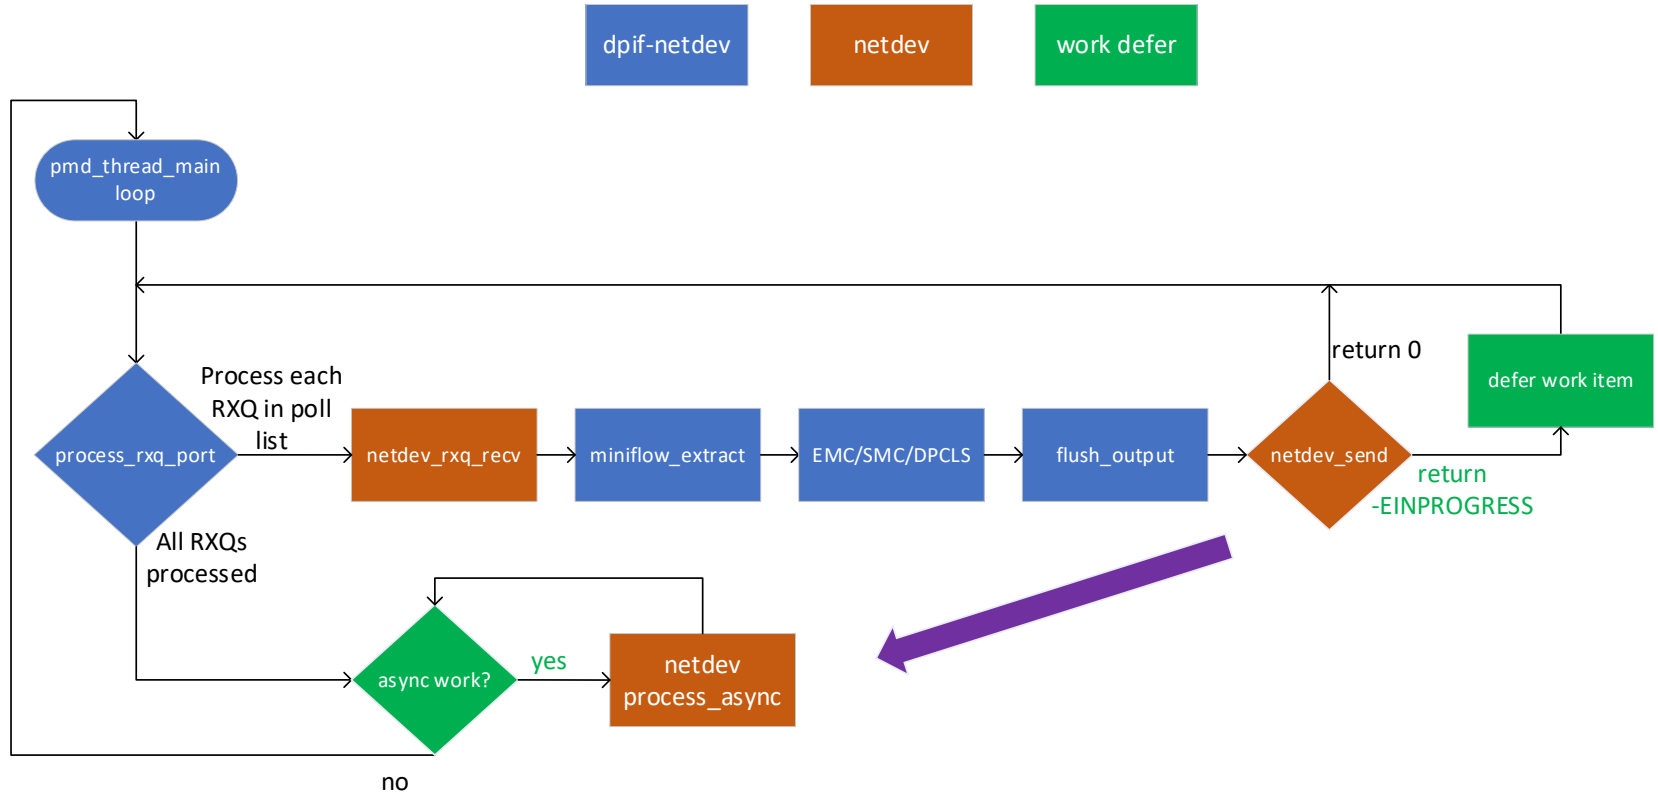 dpif-netdev
netdev
work defer
pmd_thread_main
loop
return 0
defer work item
Process each
RXQ in poll
list
process_rxq_port
netdev_rxq_recv
miniflow_extract
EMC/SMC/DPCLS
flush_output
netdev_send
return
-EINPROGRESS
All RXQs
processed
async work?
yes
netdev
process_async
no